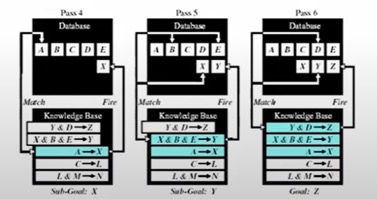 Pass 4
Database
A B C D E
X
Match Fire
Knowledge Base
Y & D → Z
X & B & E → Y
A → X
C → L
L & M → N
Sub-Goal: X
Pass 5
Database
A B C D E
X Y
Match Fire
Knowledge Base
Y & D → Z
X & B & E → Y
A → X
C → L
L & M → N
Sub-Goal: Y
Pass 6
Database
A B C D E
X Y Z
Match Fire
Knowledge Base
Y & D → Z
X & B & E → Y
A → X
C → L
L & M → N
Goal: Z